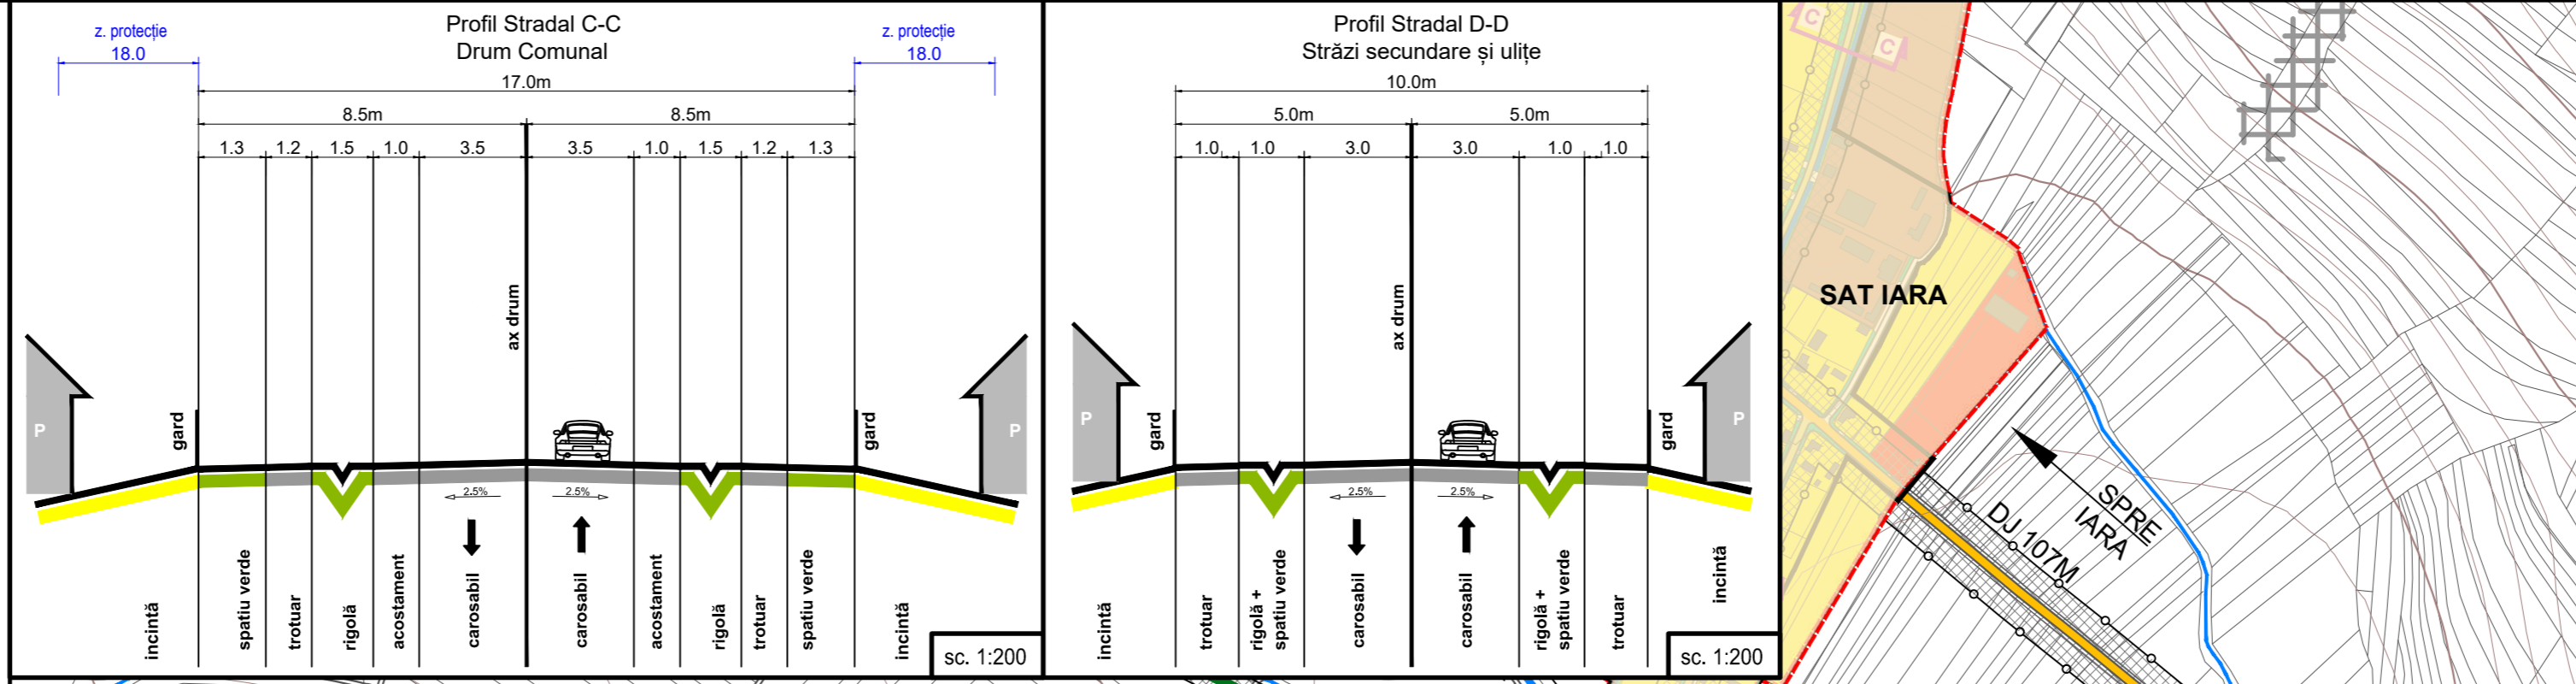 Profil Stradal C-C
Drum Comunal
z. protecție
18.0
z. protecție
18.0
17.0m
8.5m 8.5m
1.3 1.2 1.5 1.0 3.5 3.5 1.0 1.5 1.2 1.3
ax drum
P
gard
gard
P
2.5% 2.5%
incintă
spatiu verde
trotuar
rigolă
acostament
carosabil
carosabil
acostament
rigolă
trotuar
spatiu verde
incintă
sc. 1:200
Profil Stradal D-D
Străzi secundare și ulițe
10.0m
5.0m 5.0m
1.0 1.0 3.0 3.0 1.0 1.0
ax drum
P
gard
gard
P
2.5% 2.5%
incintă
trotuar
rigolă +
spatiu verde
carosabil
carosabil
rigolă +
spatiu verde
trotuar
incintă
sc. 1:200
C
C
SAT IARA
SPRE
IARA
DJ 107M